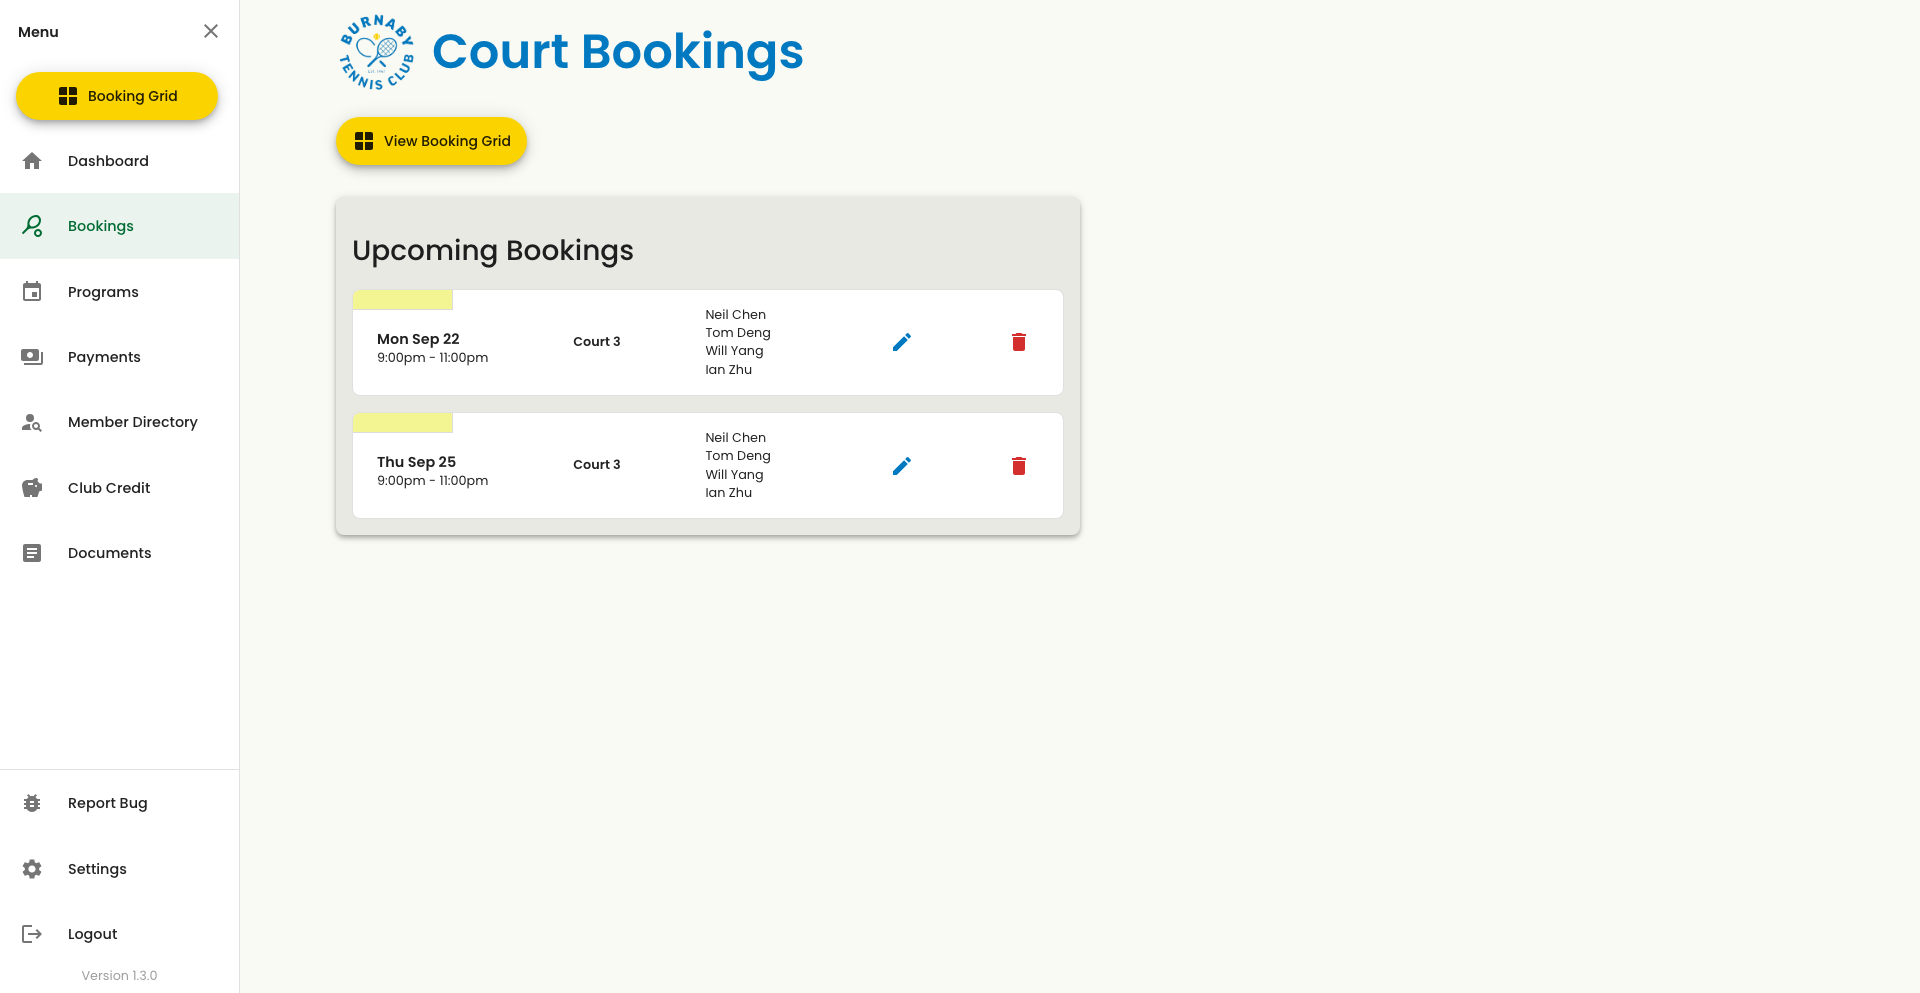 Menu
Booking Grid
Dashboard
Bookings
Programs
Payments
Member Directory
Club Credit
Documents
Report Bug
Settings
Logout
Version 1.3.0
BURNABY
TENNIS CLUB
Court Bookings
View Booking Grid
Upcoming Bookings
Mon Sep 22
9:00pm - 11:00pm
Court 3
Neil Chen
Tom Deng
Will Yang
Ian Zhu
Thu Sep 25
9:00pm - 11:00pm
Court 3
Neil Chen
Tom Deng
Will Yang
Ian Zhu